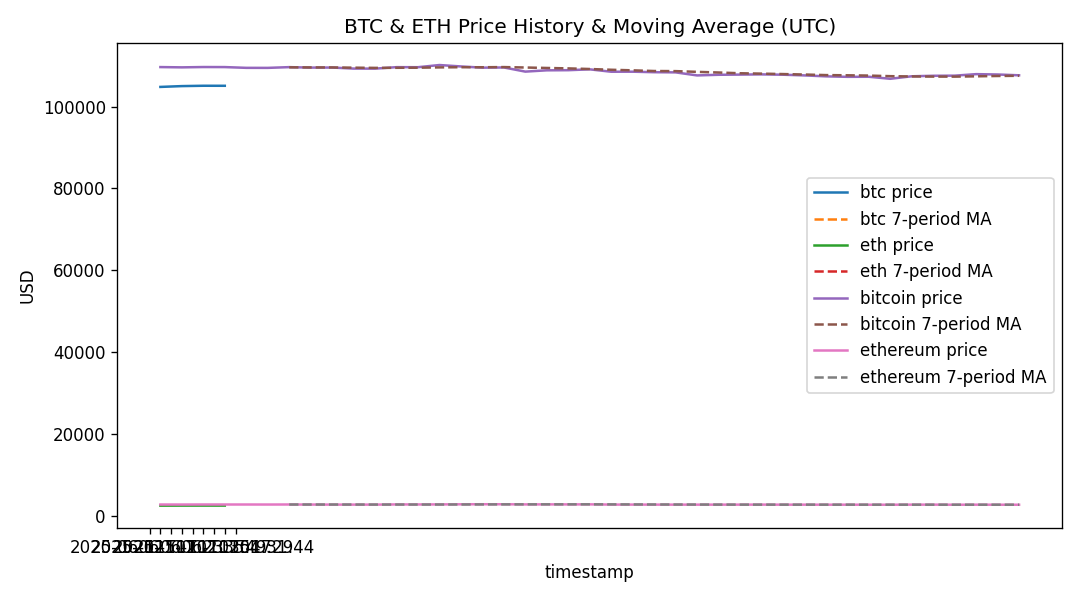 BTC & ETH Price History & Moving Average (UTC)
USD
100000
80000
60000
40000
20000
0
btc price
btc 7-period MA
eth price
eth 7-period MA
bitcoin price
bitcoin 7-period MA
ethereum price
ethereum 7-period MA
timestamp